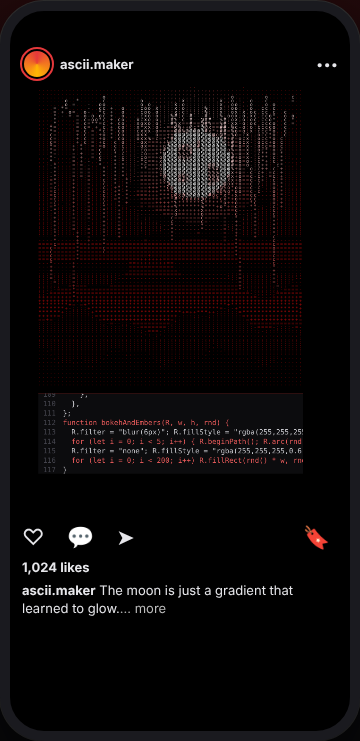 ascii.maker
109 },
110 },
111 };
112 function bokehAndEmbers(R, w, h, rnd) {
113 R.filter = "blur(6px)"; R.fillStyle = "rgba(255,255,255
114 for (let i = 0; i < 5; i++) { R.beginPath(); R.arc(rnd
115 R.filter = "none"; R.fillStyle = "rgba(255,255,255,0.6
116 for (let i = 0; i < 200; i++) R.fillRect(rnd() * w, rn
117 }
1,024 likes
ascii.maker The moon is just a gradient that
learned to glow.... more